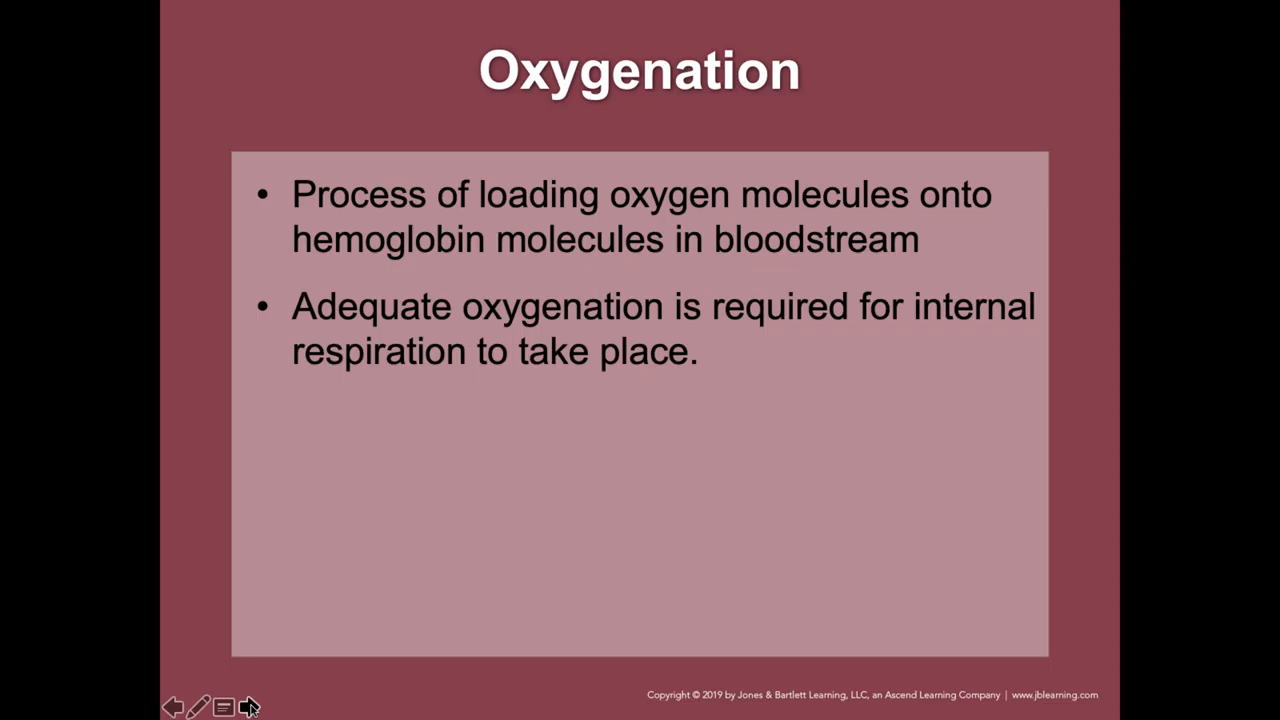 Oxygenation
• Process of loading oxygen molecules onto
hemoglobin molecules in bloodstream
• Adequate oxygenation is required for internal
respiration to take place.
Copyright © 2019 by Jones & Bartlett Learning, LLC, an Ascend Learning Company | www.jblearning.com